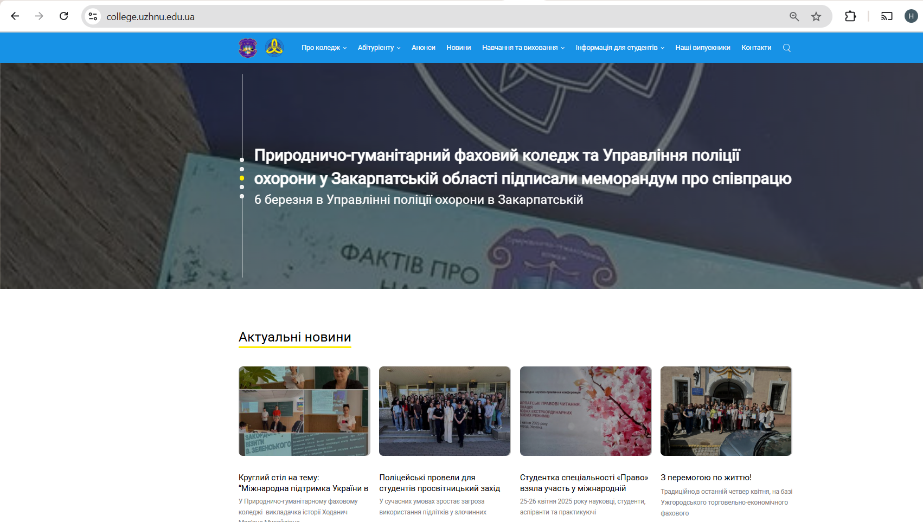 college.uzhnu.edu.ua
H
Про коледж Абітурієнту Анонси Новини Навчання та виховання Інформація для студентів Наші випускники Контакти
Природничо-гуманітарний фаховий коледж та Управління поліції
охорони у Закарпатській області підписали меморандум про співпрацю
6 березня в Управлінні поліції охорони в Закарпатській
ФАКТІВ ПРО
Актуальні новини
Круглий стіл на тему:
"Міжнародна підтримка України в
У Природничо-гуманітарному фаховому
коледжі викладачка історії Ходанич
Поліцейські провели для
студентів просвітницький захід
У сучасних умовах зростає загроза
використання підлітків у злочинних
Студентка спеціальності «Право»
взяла участь у міжнародній
25-26 квітня 2025 року науковці, студенти,
аспіранти та практикуючі
З перемогою по життю!
Традиційно в останній четвер квітня, на базі
Ужгородського торговельно-економічного
фахового